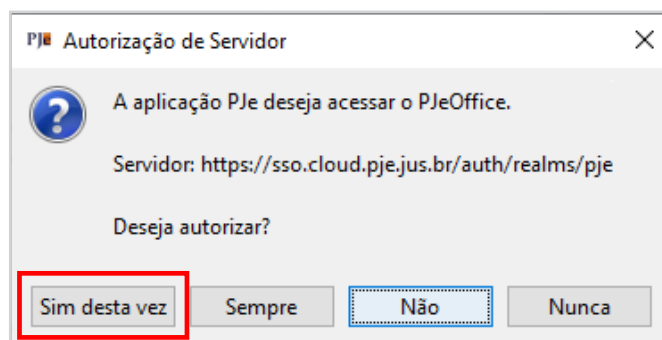 PJe Autorização de Servidor
A aplicação PJe deseja acessar o PJeOffice.
Servidor: https://sso.cloud.pje.jus.br/auth/realms/pje
Deseja autorizar?
Sim desta vez Sempre Não Nunca